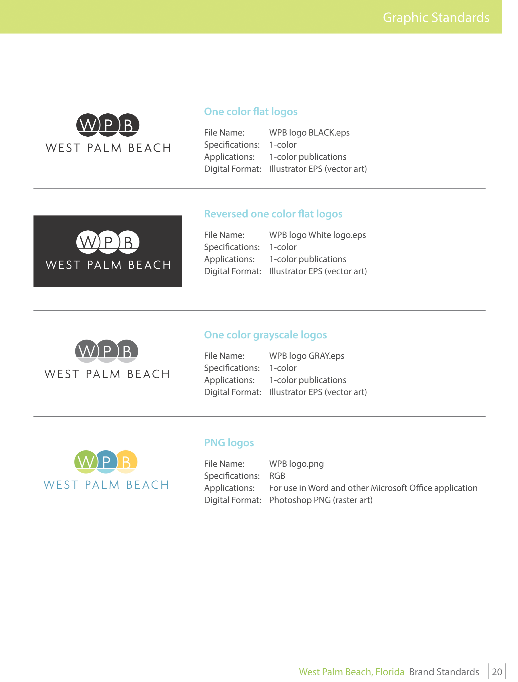 Graphic Standards
WPB
WEST PALM BEACH
One color flat logos
File Name: WPB logo BLACK.eps
Specifications: 1-color
Applications: 1-color publications
Digital Format: Illustrator EPS (vector art)
WPB
WEST PALM BEACH
Reversed one color flat logos
File Name: WPB logo White logo.eps
Specifications: 1-color
Applications: 1-color publications
Digital Format: Illustrator EPS (vector art)
WPB
WEST PALM BEACH
One color grayscale logos
File Name: WPB logo GRAY.eps
Specifications: 1-color
Applications: 1-color publications
Digital Format: Illustrator EPS (vector art)
WPB
WEST PALM BEACH
PNG logos
File Name: WPB logo.png
Specifications: RGB
Applications: For use in Word and other Microsoft Office application
Digital Format: Photoshop PNG (raster art)
West Palm Beach, Florida Brand Standards 20